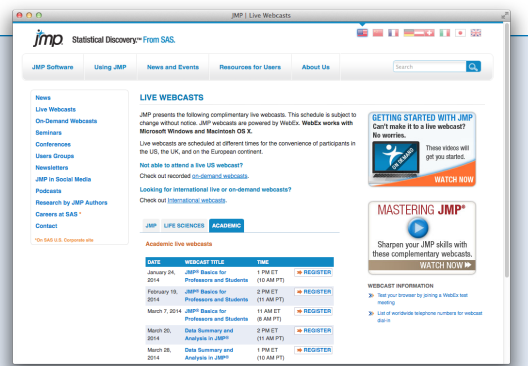 JMP | Live Webcasts
jmp Statistical Discovery.™ From SAS.
JMP Software Using JMP News and Events Resources for Users About Us Search
News
Live Webcasts
On-Demand Webcasts
Seminars
Conferences
Users Groups
Newsletters
JMP in Social Media
Podcasts
Research by JMP Authors
Careers at SAS *
Contact
*On SAS U.S. Corporate site.
LIVE WEBCASTS
JMP presents the following complimentary live webcasts. This schedule is subject to
change without notice. JMP webcasts are powered by WebEx. WebEx works with
Microsoft Windows and Macintosh OS X.
Live webcasts are scheduled at different times for the convenience of participants in
the US, the UK, and on the European continent.
Not able to attend a live US webcast?
Check out recorded on-demand webcasts.
Looking for international live or on-demand webcasts?
Check out International webcasts.
JMP LIFE SCIENCES ACADEMIC
Academic live webcasts
DATE WEBCAST TITLE TIME
January 24, JMP® Basics for 1 PM ET REGISTER
2014 Professors and Students (10 AM PT)
February 19, JMP® Basics for 2 PM ET REGISTER
2014 Professors and Students (11 AM PT)
March 7, 2014 JMP® Basics for 11 AM ET REGISTER
Professors and Students (8 AM PT)
March 20, Data Summary and 2 PM ET REGISTER
2014 Analysis in JMP® (11 AM PT)
March 28, Data Summary and 1 PM ET REGISTER
2014 Analysis in JMP® (10 AM PT)
GETTING STARTED WITH JMP
Can't make it to a live webcast?
No worries.
ON DEMAND
These videos will
get you started.
WATCH NOW
MASTERING JMP®
Sharpen your JMP skills with
these complementary webcasts.
WATCH NOW
WEBCAST INFORMATION
Test your browser by joining a WebEx test
meeting
List of worldwide telephone numbers for webcast
dial-in